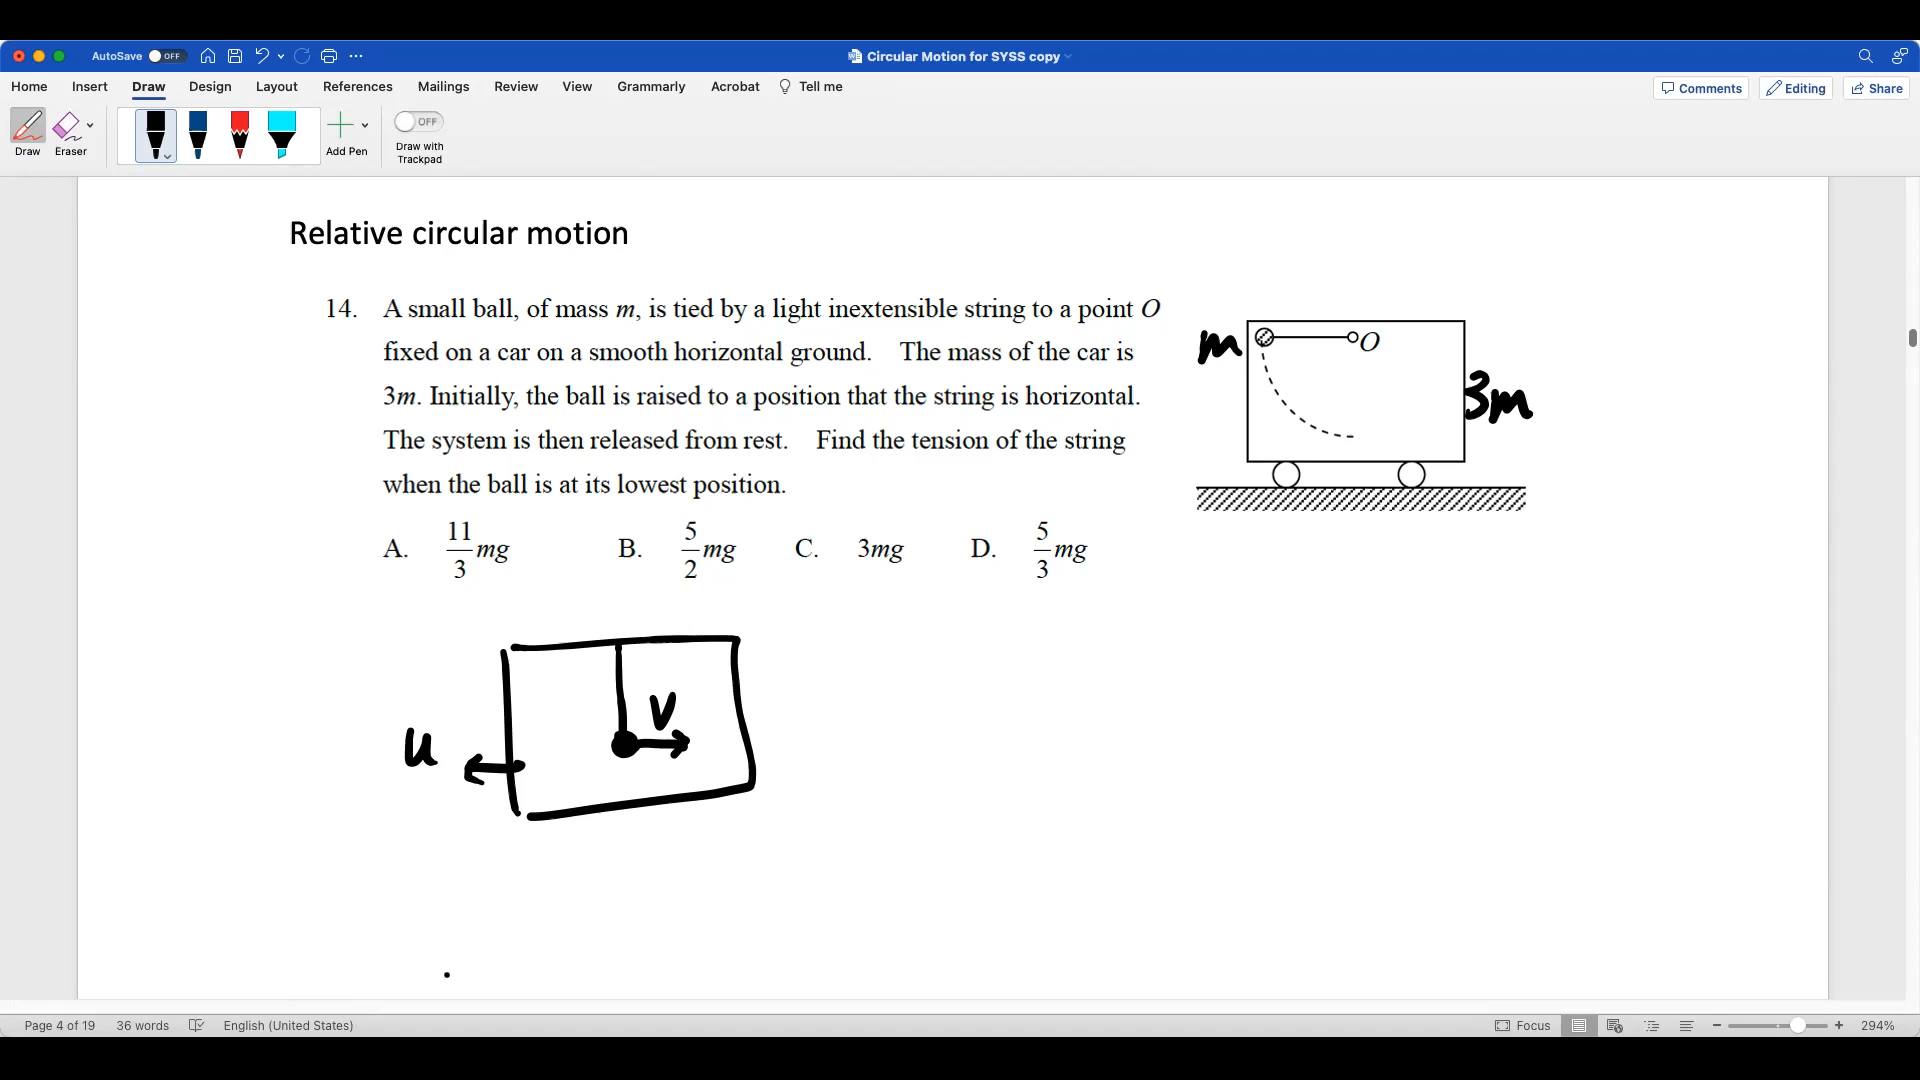 AutoSave OFF
Circular Motion for SYSS copy
Home Insert Draw Design Layout References Mailings Review View Grammarly Acrobat Tell me
Comments Editing Share
OFF
Draw Eraser Add Pen Draw with
Trackpad
Relative circular motion
14. A small ball, of mass m, is tied by a light inextensible string to a point O
fixed on a car on a smooth horizontal ground. The mass of the car is
3m. Initially, the ball is raised to a position that the string is horizontal.
The system is then released from rest. Find the tension of the string
when the ball is at its lowest position.
A. 11/3 mg B. 5/2 mg C. 3mg D. 5/3 mg
m O
3m
v
u
Page 4 of 19 36 words English (United States) Focus 294%